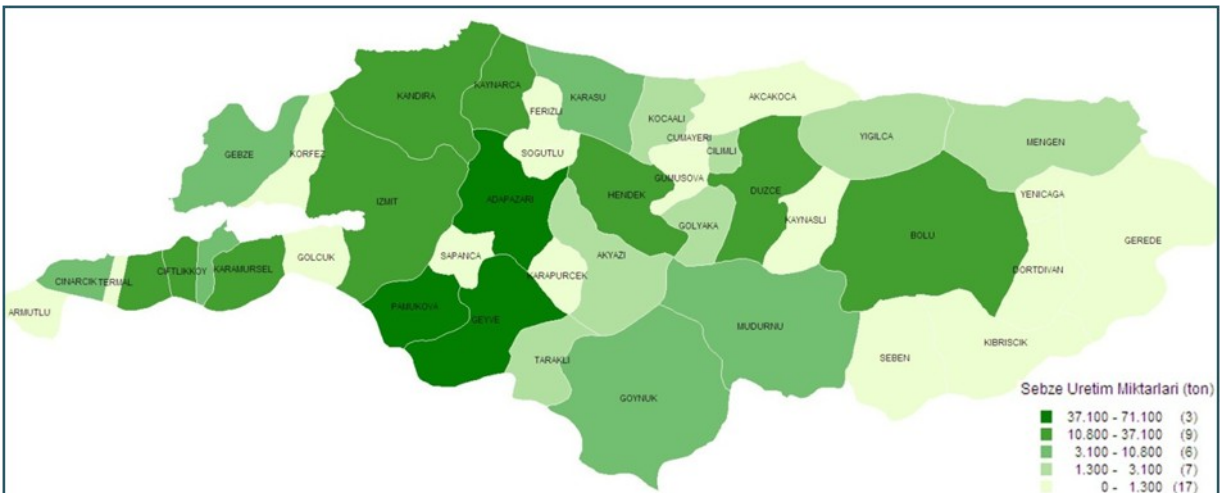 KANDIRA
KAYNARCA
FERIZLI
KARASU
KOCAALI
AKCAKOCA
CUMAYERI
CILIMLI
YIGILCA
MENGEN
GEBZE
KORFEZ
SOGUTLU
GUMUSOVA
YENICAGA
IZMIT
ADAPAZARI
HENDEK
DUZCE
KAYNASLI
GOLYAKA
BOLU
GEREDE
GOLCUK
SAPANCA
AKYAZI
KARAPURCEK
DORTDIVAN
CINARCIK
TERMAL
CIFTLIKKOY
KARAMURSEL
ARMUTLU
PAMUKOVA
GEYVE
MUDURNU
KIBRISCIK
SEBEN
TARAKLI
GOYNUK
Sebze Uretim Miktarlari (ton)
37.100 - 71.100 (3)
10.800 - 37.100 (9)
3.100 - 10.800 (6)
1.300 - 3.100 (7)
0 - 1.300 (17)